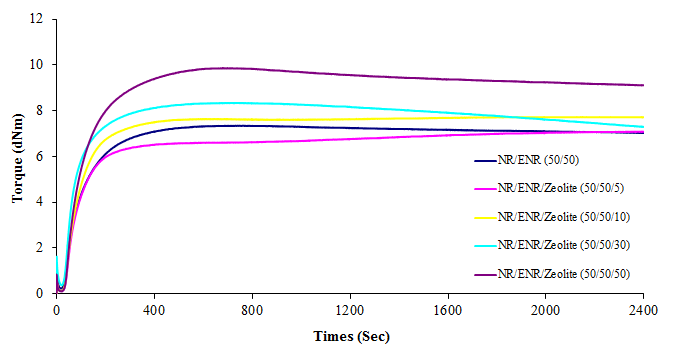 12
10
8
6
4
2
0
Torque (dNm)
NR/ENR (50/50)
NR/ENR/Zeolite (50/50/5)
NR/ENR/Zeolite (50/50/10)
NR/ENR/Zeolite (50/50/30)
NR/ENR/Zeolite (50/50/50)
0 400 800 1200 1600 2000 2400
Times (Sec)